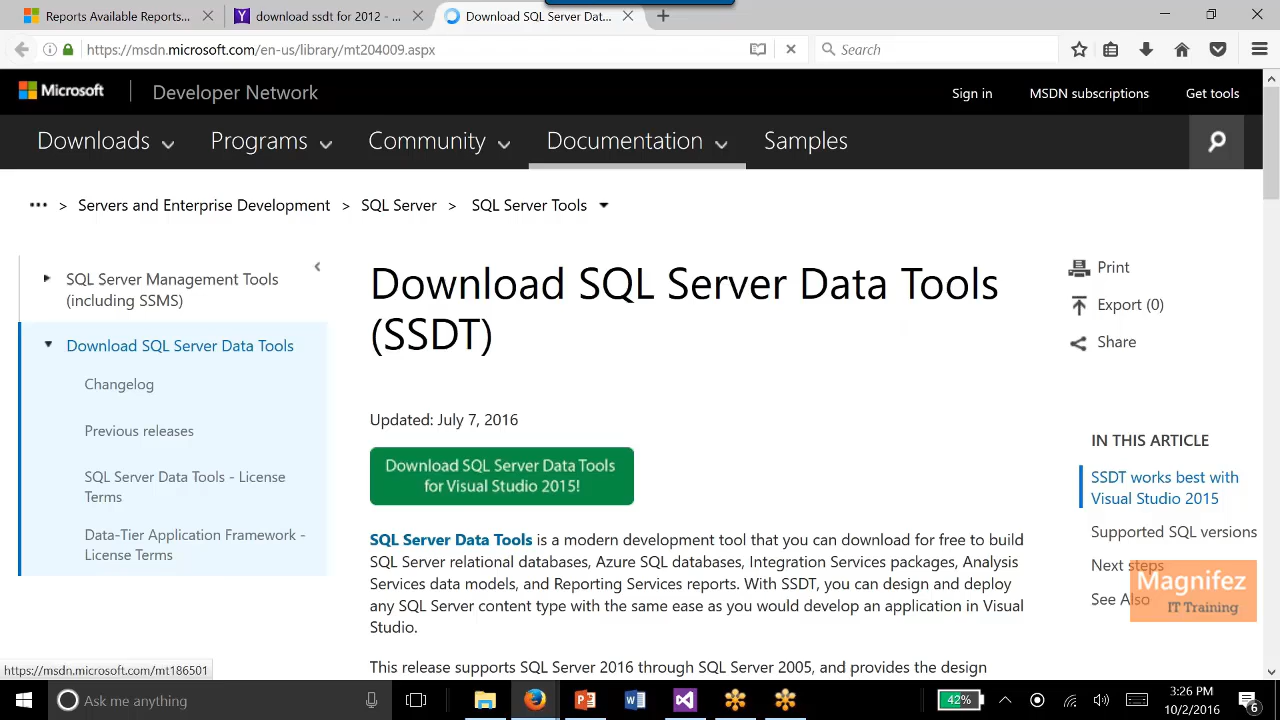 Reports Available Reports...
download ssdt for 2012 - ...
Download SQL Server Dat...
https://msdn.microsoft.com/en-us/library/mt204009.aspx
Search
Microsoft
Developer Network
Sign in
MSDN subscriptions
Get tools
Downloads
Programs
Community
Documentation
Samples
... > Servers and Enterprise Development > SQL Server > SQL Server Tools
SQL Server Management Tools
(including SSMS)
Download SQL Server Data Tools
Changelog
Previous releases
SQL Server Data Tools - License
Terms
Data-Tier Application Framework -
License Terms
Download SQL Server Data Tools
(SSDT)
Updated: July 7, 2016
Download SQL Server Data Tools
for Visual Studio 2015!
SQL Server Data Tools is a modern development tool that you can download for free to build
SQL Server relational databases, Azure SQL databases, Integration Services packages, Analysis
Services data models, and Reporting Services reports. With SSDT, you can design and deploy
any SQL Server content type with the same ease as you would develop an application in Visual
Studio.
This release supports SQL Server 2016 through SQL Server 2005, and provides the design
Print
Export (0)
Share
IN THIS ARTICLE
SSDT works best with
Visual Studio 2015
Supported SQL versions
Next steps
See Also
Magnifez
IT Training
https://msdn.microsoft.com/mt186501
Ask me anything
42%
3:26 PM
10/2/2016
6